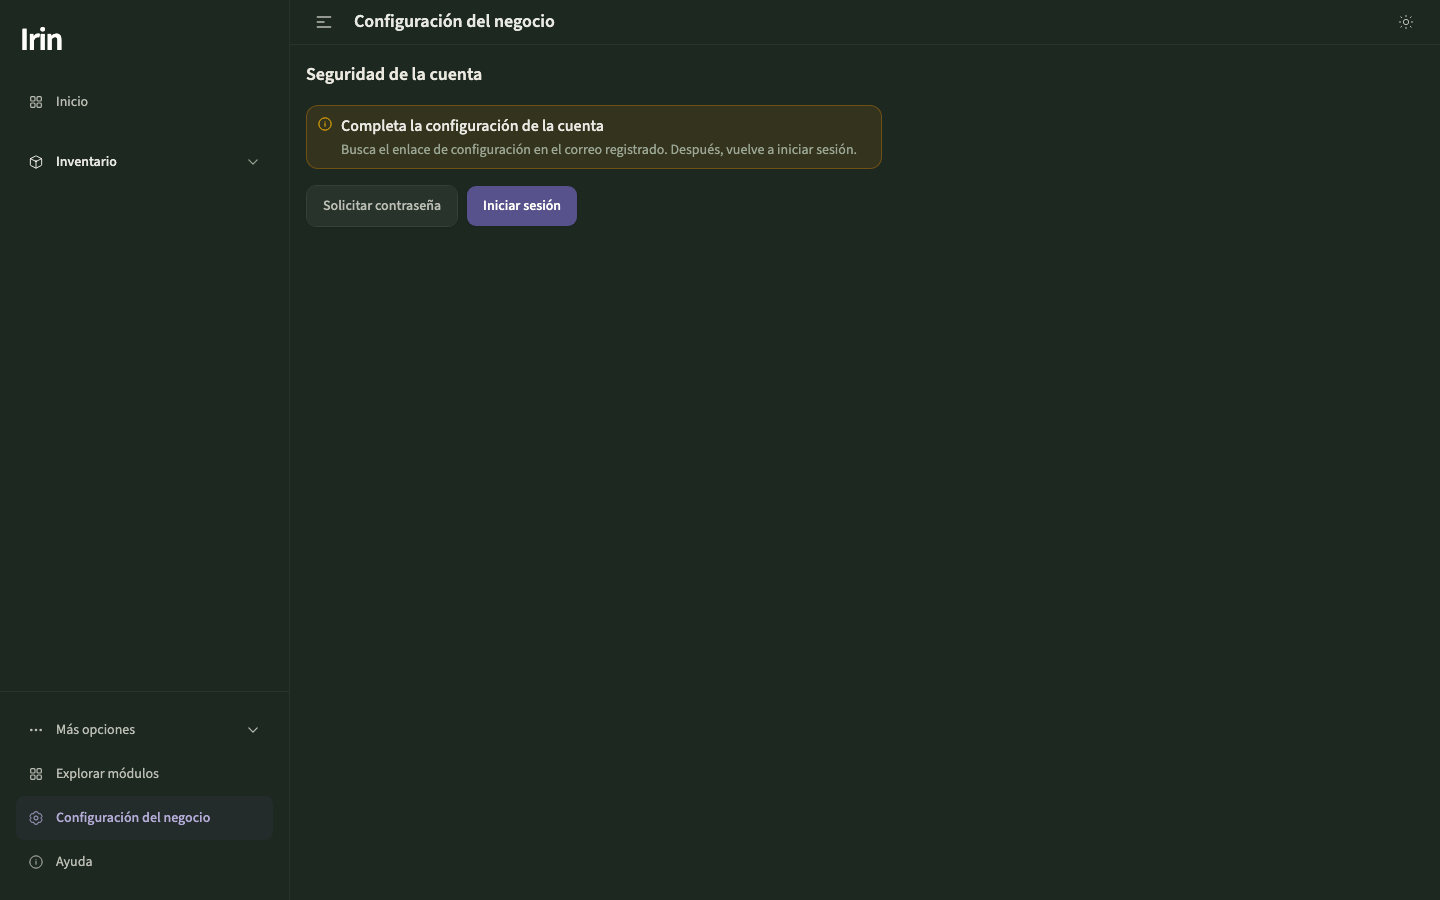 Irin
Inicio
Inventario
Más opciones
Explorar módulos
Configuración del negocio
Ayuda
Configuración del negocio
Seguridad de la cuenta
Completa la configuración de la cuenta
Busca el enlace de configuración en el correo registrado. Después, vuelve a iniciar sesión.
Solicitar contraseña
Iniciar sesión